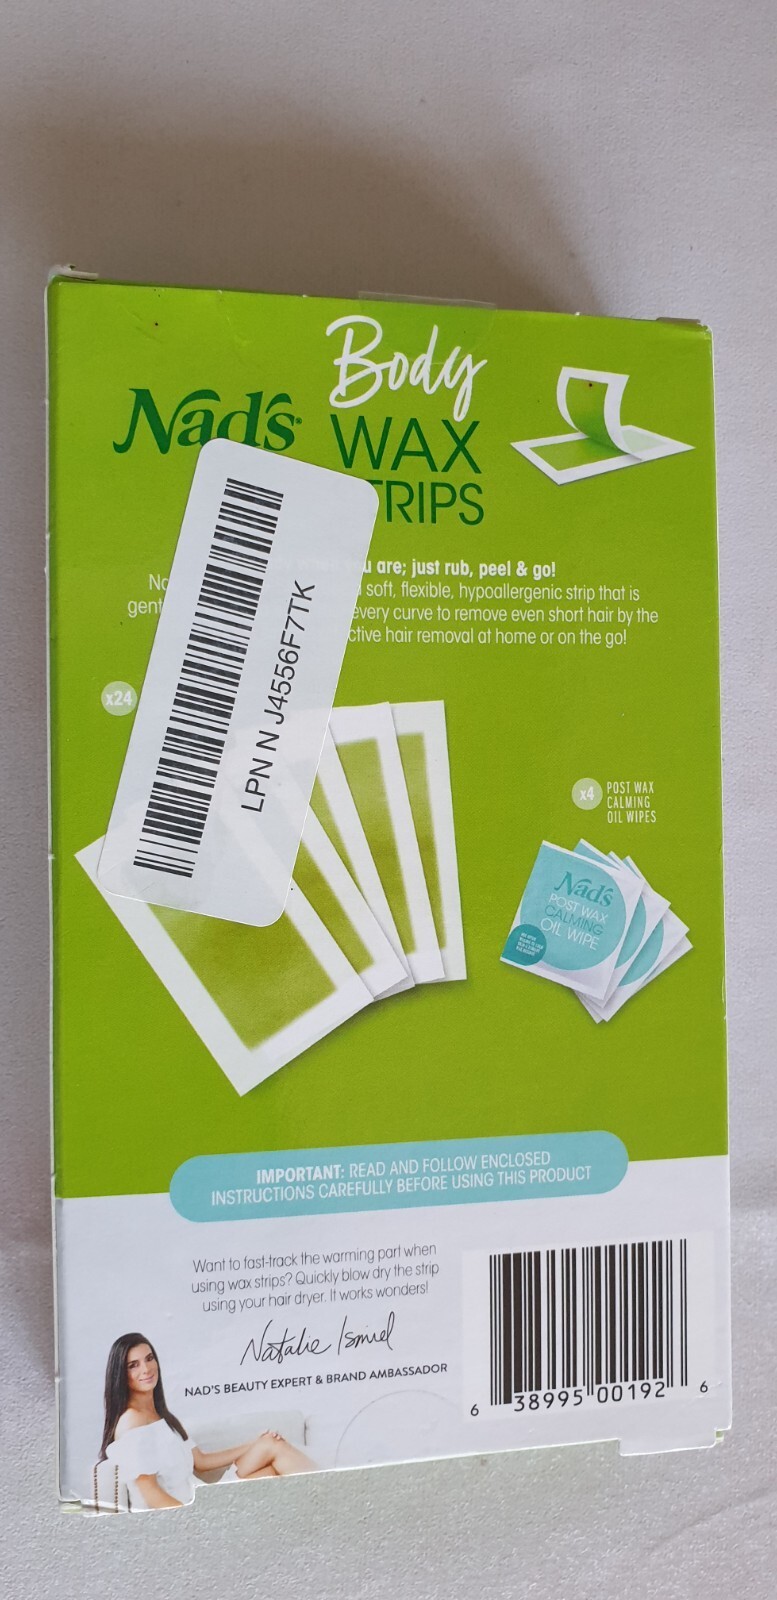 Body
Nad's®
WAX
TRIPS
you are; just rub, peel & go!
soft, flexible, hypoallergenic strip that is
gent
every curve to remove even short hair by the
ctive hair removal at home or on the go!
LPN N J4556F7TK
x24
x4
POST WAX
CALMING
OIL WIPES
Nad's
POST WAX
CALMING
OIL WIPE
IMPORTANT: READ AND FOLLOW ENCLOSED
INSTRUCTIONS CAREFULLY BEFORE USING THIS PRODUCT
Want to fast-track the warming part when
using wax strips? Quickly blow dry the strip
using your hair dryer. It works wonders!
Natalie Ismiel
NAD'S BEAUTY EXPERT & BRAND AMBASSADOR
6 38995 00192 6